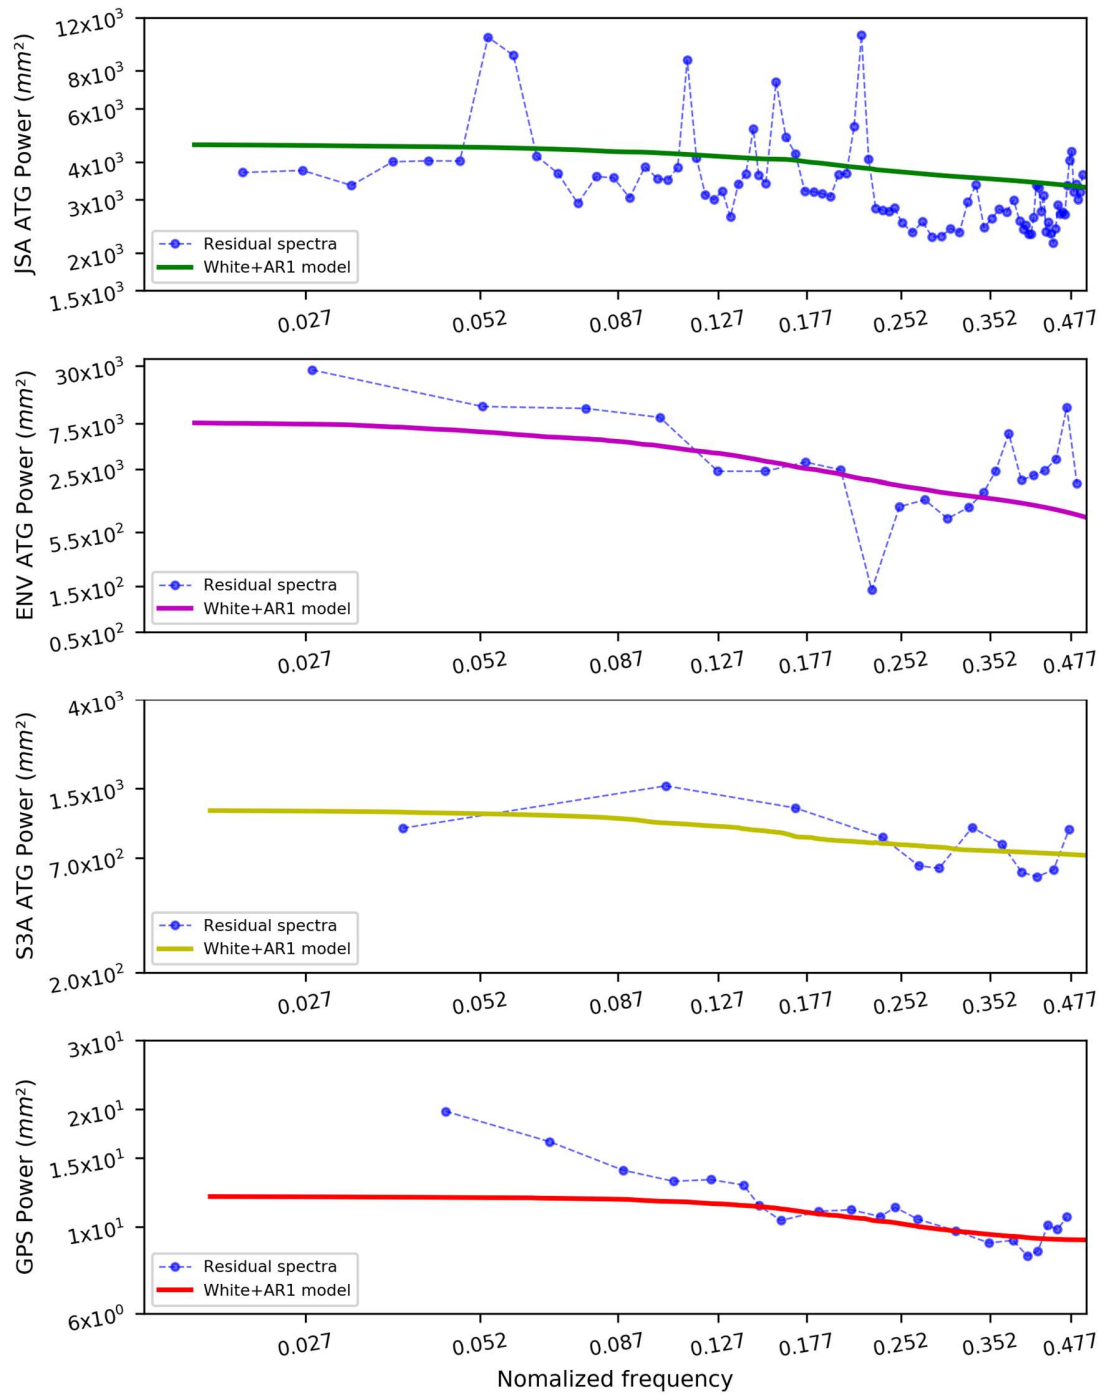 12x10³
8x10³
6x10³
4x10³
3x10³
2x10³
1.5x10³
JSA ATG Power (mm²)
Residual spectra
White+AR1 model
0.027 0.052 0.087 0.127 0.177 0.252 0.352 0.477
30x10³
7.5x10³
2.5x10³
5.5x10²
1.5x10²
0.5x10²
ENV ATG Power (mm²)
Residual spectra
White+AR1 model
0.027 0.052 0.087 0.127 0.177 0.252 0.352 0.477
4x10³
1.5x10³
7.0x10²
2.0x10²
S3A ATG Power (mm²)
Residual spectra
White+AR1 model
0.027 0.052 0.087 0.127 0.177 0.252 0.352 0.477
3x10¹
2x10¹
1.5x10¹
1x10¹
6x10⁰
GPS Power (mm²)
Residual spectra
White+AR1 model
0.027 0.052 0.087 0.127 0.177 0.252 0.352 0.477
Nomalized frequency